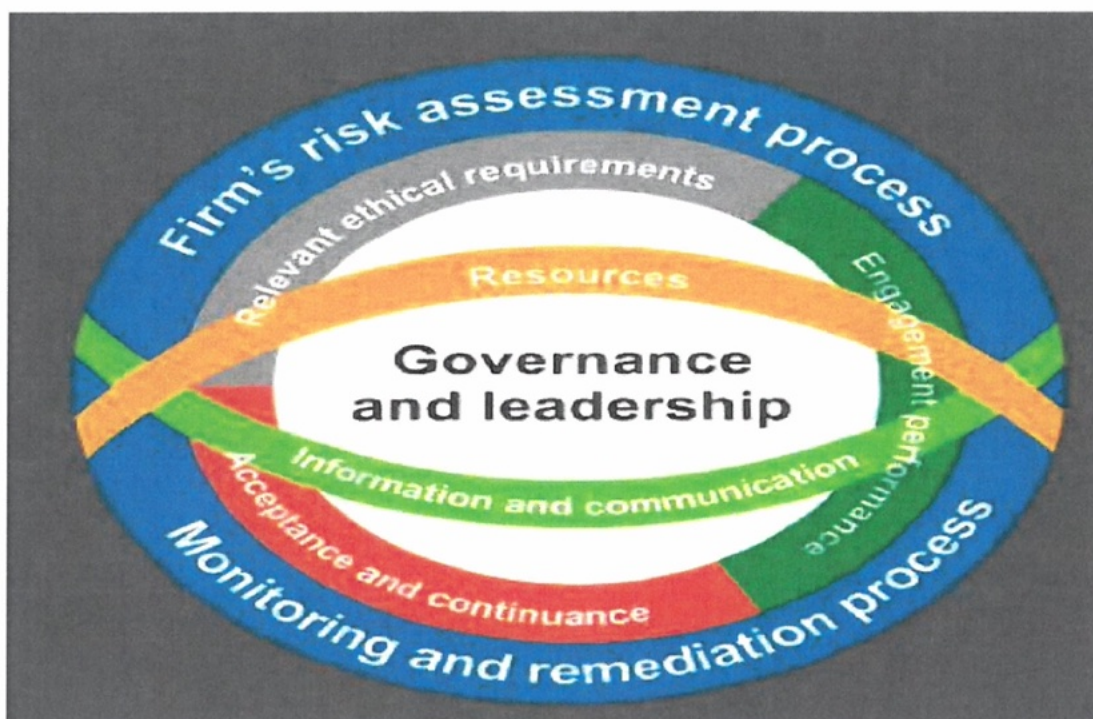 Firm's risk assessment process
Relevant ethical requirements
Resources
Engagement performance
Governance
and leadership
Information and communication
Acceptance and continuance
Monitoring and remediation process